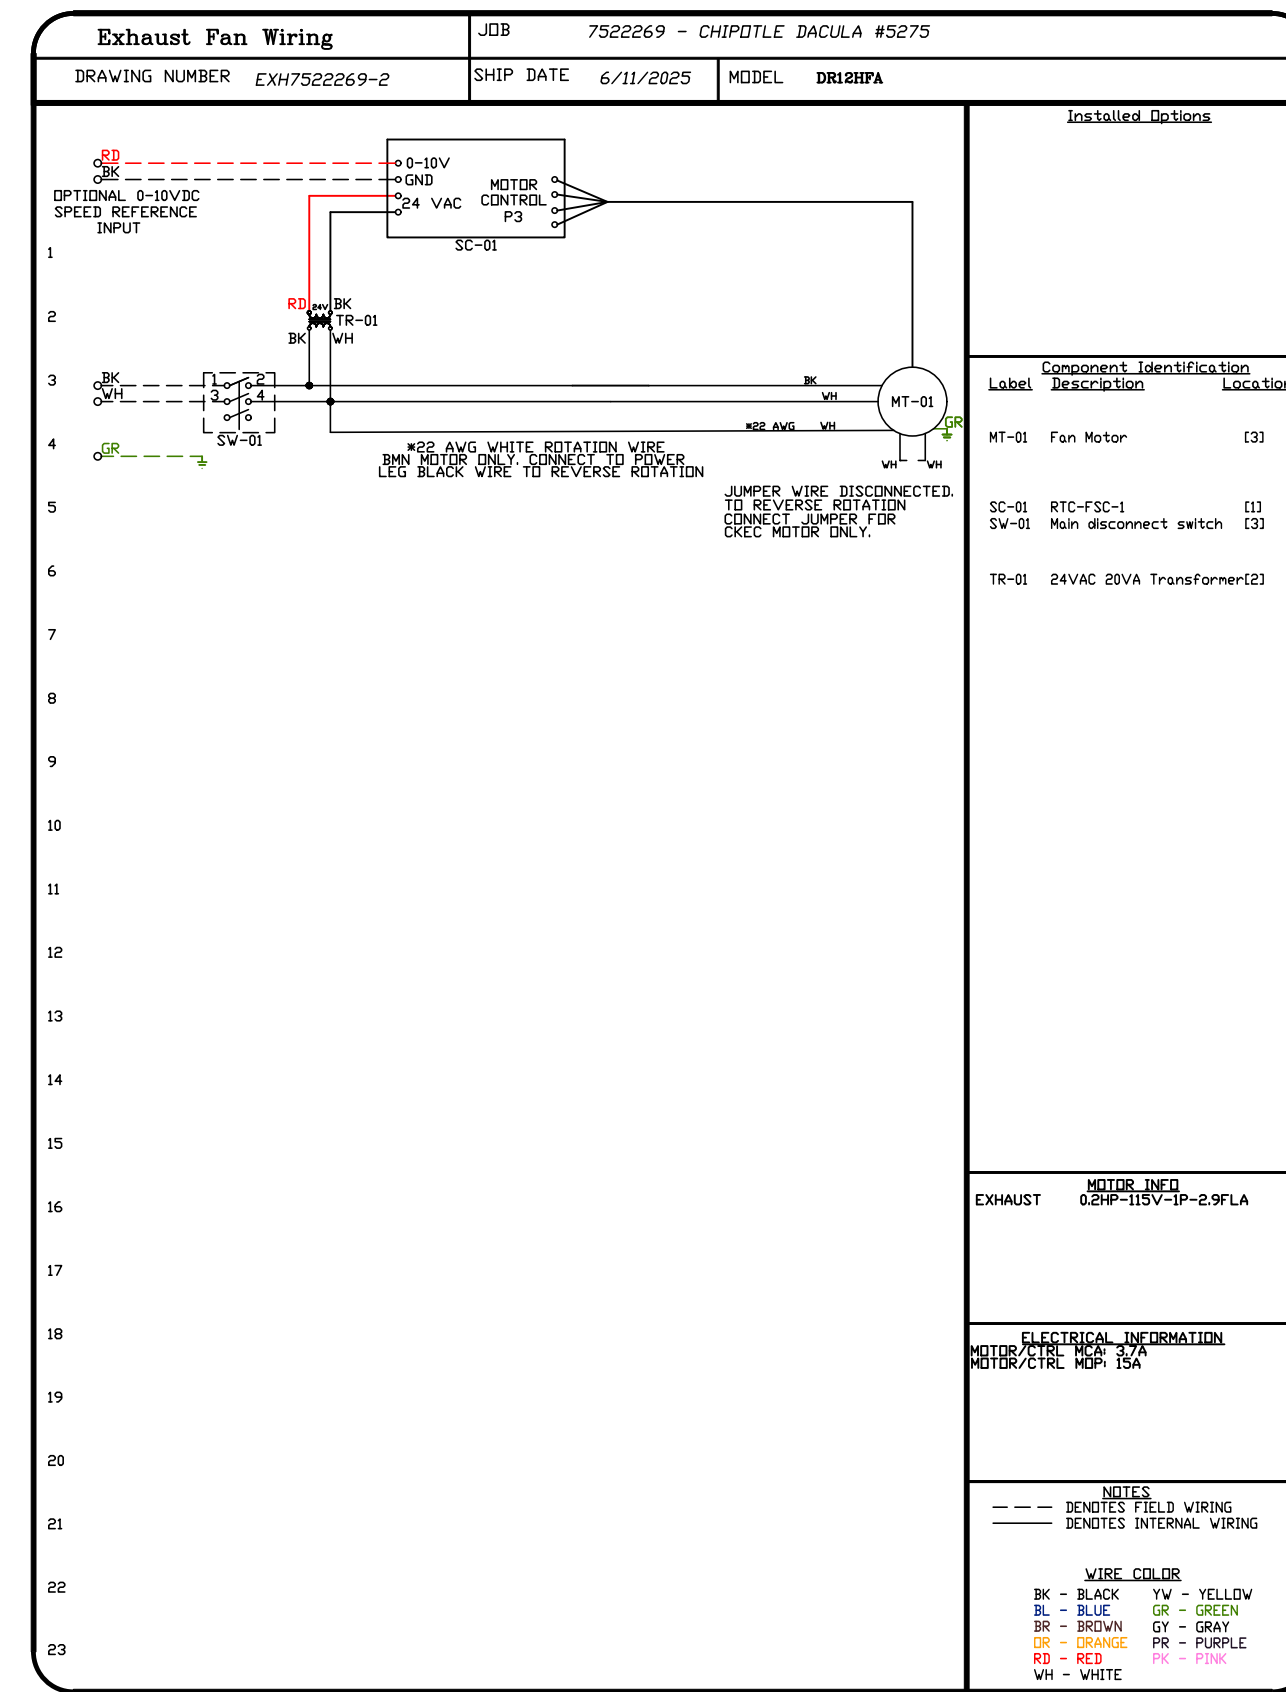 Exhaust Fan Wiring
JOB 7522269 - CHIPOTLE DACULA #5275
DRAWING NUMBER EXH7522269-2
SHIP DATE 6/11/2025
MODEL DR12HFA
RD
BK
OPTIONAL 0-10VDC
SPEED REFERENCE
INPUT
0-10V
GND
24 VAC
MOTOR
CONTROL
P3
SC-01
RD 24V BK
TR-01
BK WH
BK
WH
1 2
3 4
SW-01
GR
BK
WH
*22 AWG WH
MT-01
GR
WH WH
*22 AWG WHITE ROTATION WIRE
BMN MOTOR ONLY. CONNECT TO POWER
LEG BLACK WIRE TO REVERSE ROTATION
JUMPER WIRE DISCONNECTED.
TO REVERSE ROTATION
CONNECT JUMPER FOR
CKEC MOTOR ONLY.
1
2
3
4
5
6
7
8
9
10
11
12
13
14
15
16
17
18
19
20
21
22
23
Installed Options
Component Identification
Label Description Location
MT-01 Fan Motor [3]
SC-01 RTC-FSC-1 [1]
SW-01 Main disconnect switch [3]
TR-01 24VAC 20VA Transformer[2]
MOTOR INFO
EXHAUST 0.2HP-115V-1P-2.9FLA
ELECTRICAL INFORMATION
MOTOR/CTRL MCA: 3.7A
MOTOR/CTRL MOP: 15A
NOTES
— — — DENOTES FIELD WIRING
——— DENOTES INTERNAL WIRING
WIRE COLOR
BK - BLACK YW - YELLOW
BL - BLUE GR - GREEN
BR - BROWN GY - GRAY
OR - ORANGE PR - PURPLE
RD - RED PK - PINK
WH - WHITE